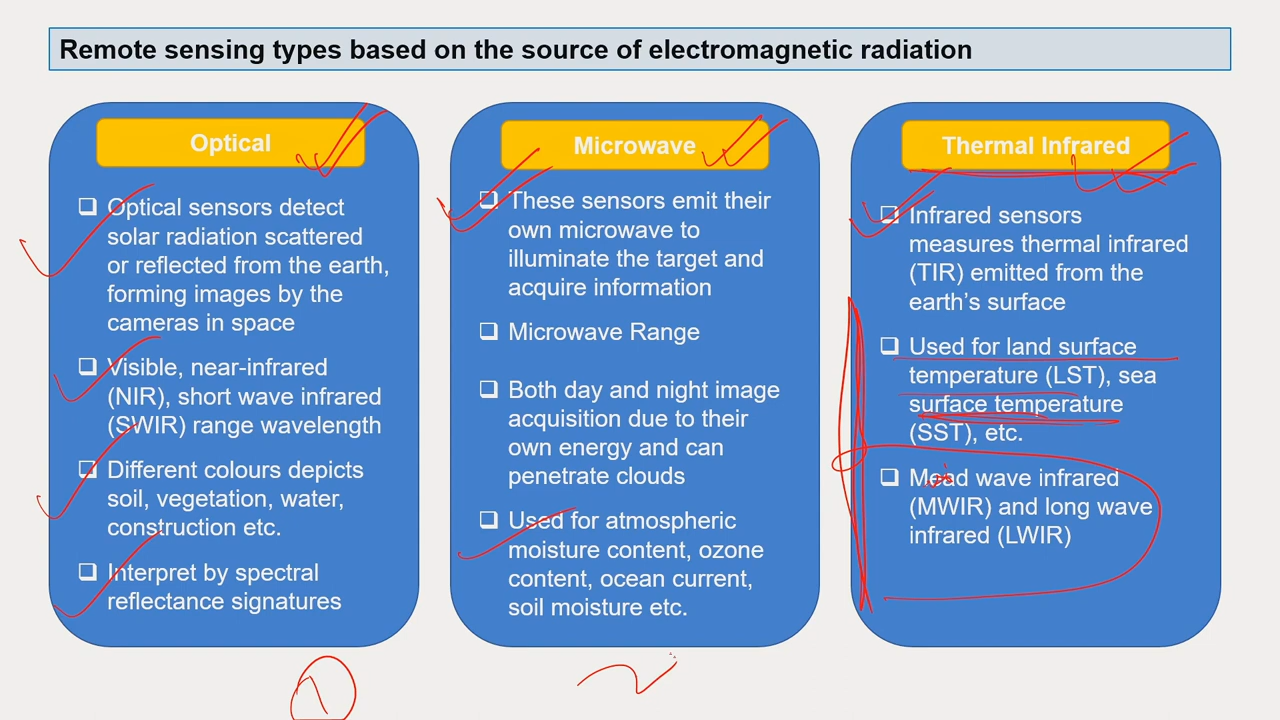 Remote sensing types based on the source of electromagnetic radiation
Optical
Optical sensors detect
solar radiation scattered
or reflected from the earth,
forming images by the
cameras in space
Visible, near-infrared
(NIR), short wave infrared
(SWIR) range wavelength
Different colours depicts
soil, vegetation, water,
construction etc.
Interpret by spectral
reflectance signatures
Microwave
These sensors emit their
own microwave to
illuminate the target and
acquire information
Microwave Range
Both day and night image
acquisition due to their
own energy and can
penetrate clouds
Used for atmospheric
moisture content, ozone
content, ocean current,
soil moisture etc.
Thermal Infrared
Infrared sensors
measures thermal infrared
(TIR) emitted from the
earth's surface
Used for land surface
temperature (LST), sea
surface temperature
(SST), etc.
wave infrared
(MWIR) and long wave
infrared (LWIR)